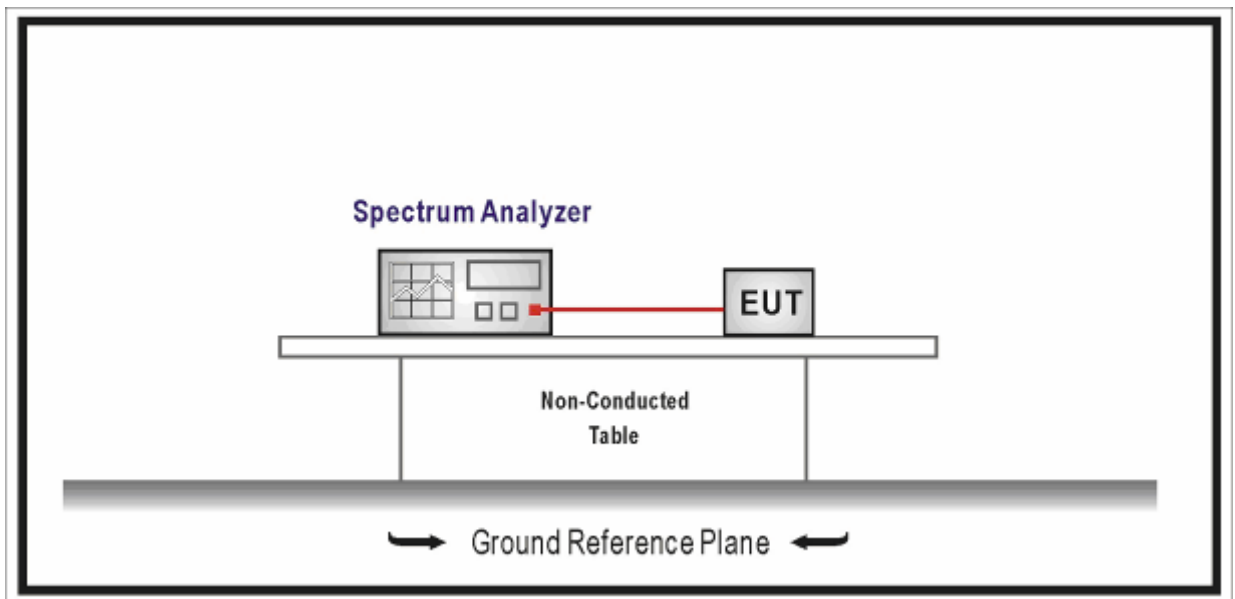 Spectrum Analyzer
EUT
Non-Conducted
Table
Ground Reference Plane